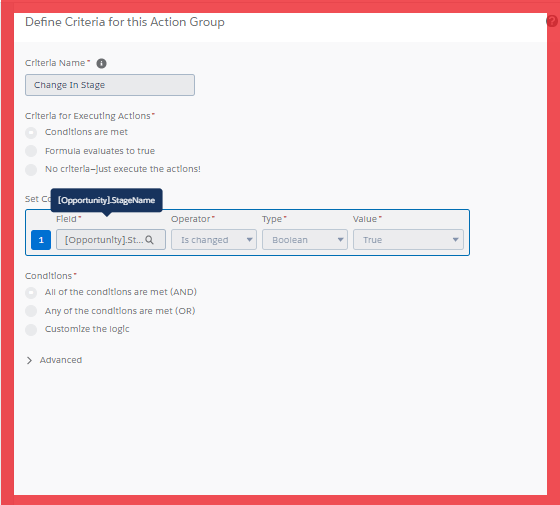 Define Criteria for this Action Group
?
Criteria Name*
Change In Stage
Criteria for Executing Actions*
Conditions are met
Formula evaluates to true
No criteria—just execute the actions!
Set Co
[Opportunity].StageName
Field* Operator* Type* Value*
1 [Opportunity].St... Is changed Boolean True
Conditions*
All of the conditions are met (AND)
Any of the conditions are met (OR)
Customize the logic
Advanced